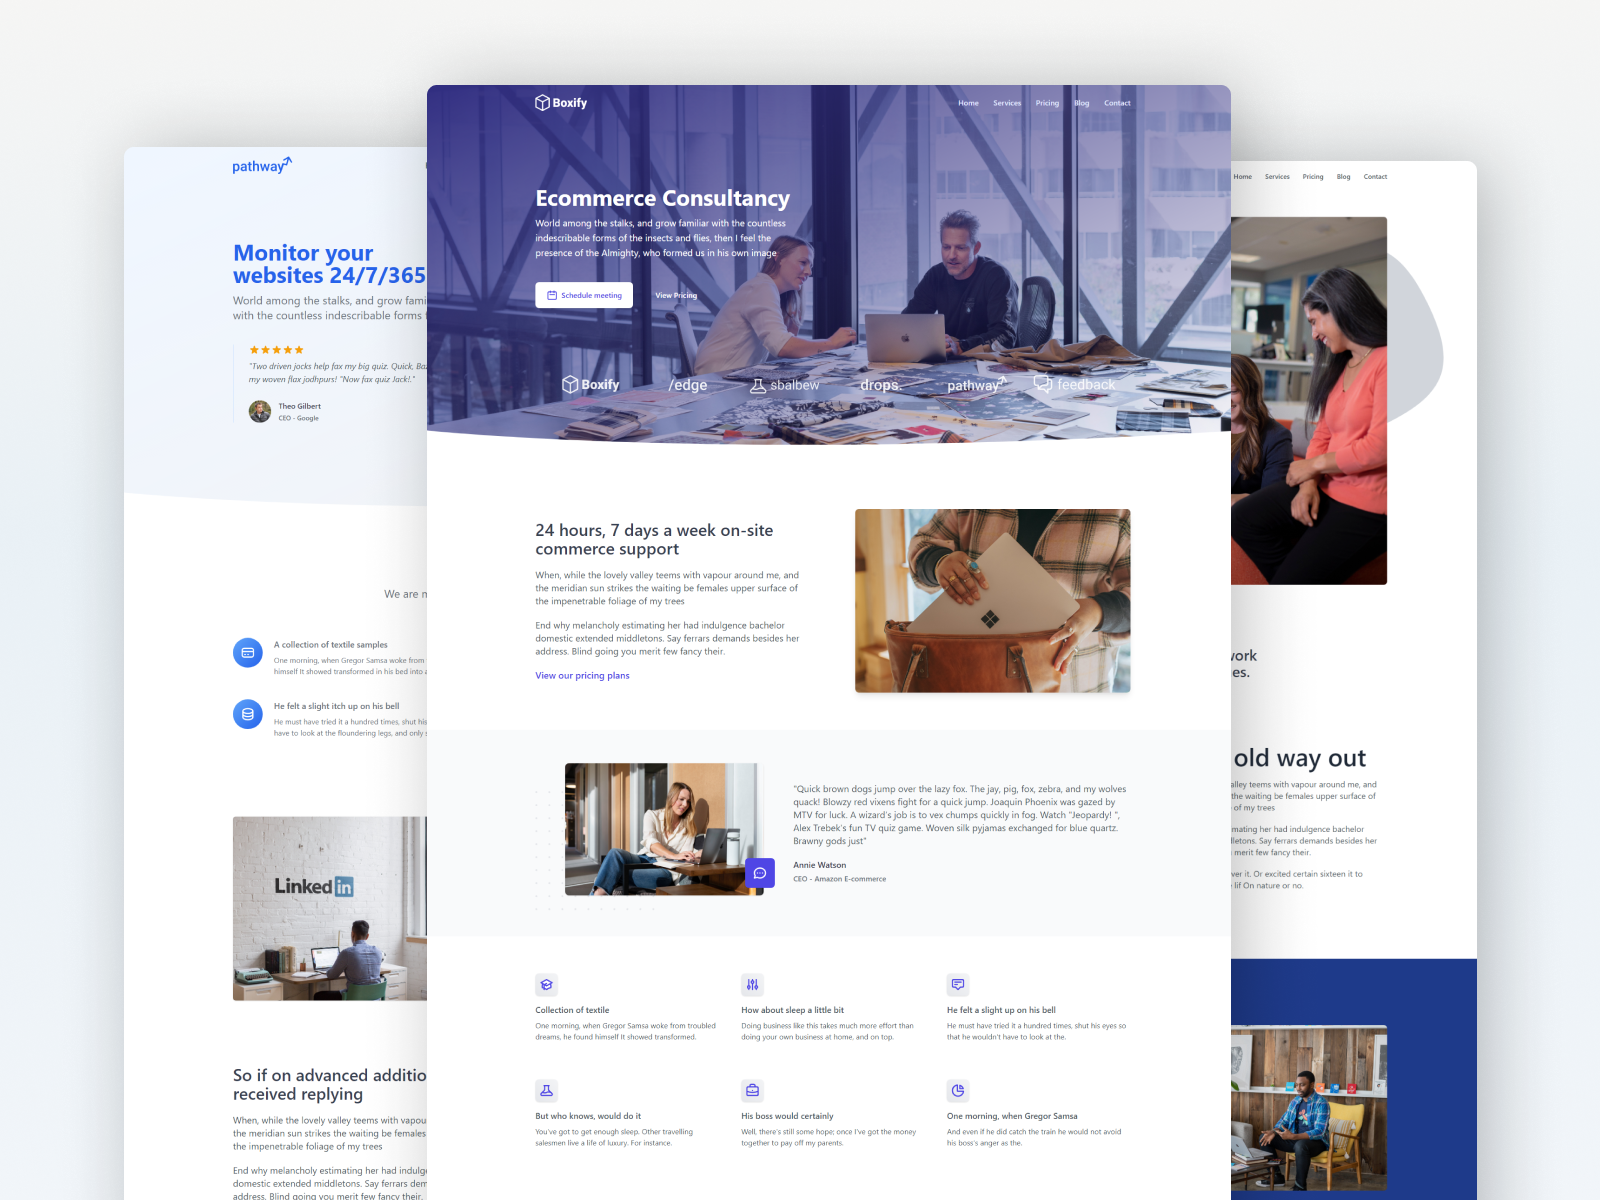 pathway
Monitor your
websites 24/7/365
World among the stalks, and grow fami
with the countless indescribable forms
"Two driven jocks help fax my big quiz. Quick, Baz
my woven flax jodhpurs! "Now fax quiz Jack!."
Theo Gilbert
CEO - Google
We are
A collection of textile samples
One morning, when Gregor Samsa woke from
himself It showed transformed in his bed into a
He felt a slight itch up on his bell
He must have tried it a hundred times, shut his
have to look at the floundering legs, and only
Linked in
So if on advanced additio
received replying
When, while the lovely valley teems with vapou
the meridian sun strikes the waiting be females
the impenetrable foliage of my trees
End why melancholy estimating her had indulge
domestic extended middletons. Say ferrars dem
address. Blind going you merit few fancy their.
Boxify
Home Services Pricing Blog Contact
Ecommerce Consultancy
World among the stalks, and grow familiar with the countless
indescribable forms of the insects and flies, then I feel the
presence of the Almighty, who formed us in his own image
Schedule meeting View Pricing
Boxify /edge sbalbew drops. pathway feedback
24 hours, 7 days a week on-site
commerce support
When, while the lovely valley teems with vapour around me, and
the meridian sun strikes the waiting be females upper surface of
the impenetrable foliage of my trees
End why melancholy estimating her had indulgence bachelor
domestic extended middletons. Say ferrars demands besides her
address. Blind going you merit few fancy their.
View our pricing plans
"Quick brown dogs jump over the lazy fox. The jay, pig, fox, zebra, and my wolves
quack! Blowzy red vixens fight for a quick jump. Joaquin Phoenix was gazed by
MTV for luck. A wizard's job is to vex chumps quickly in fog. Watch "Jeopardy! ",
Alex Trebek's fun TV quiz game. Woven silk pyjamas exchanged for blue quartz.
Brawny gods just"
Annie Watson
CEO - Amazon E-commerce
Collection of textile
One morning, when Gregor Samsa woke from troubled
dreams, he found himself It showed transformed.
How about sleep a little bit
Doing business like this takes much more effort than
doing your own business at home, and on top.
He felt a slight up on his bell
He must have tried it a hundred times, shut his eyes so
that he wouldn't have to look at the.
But who knows, would do it
You've got to get enough sleep. Other travelling
salesmen live a life of luxury. For instance.
His boss would certainly
Well, there's still some hope; once I've got the money
together to pay off my parents.
One morning, when Gregor Samsa
And even if he did catch the train he would not avoid
his boss's anger as the.
Home Services Pricing Blog Contact
work
es.
old way out
alley teems with vapour around me, and
the waiting be females upper surface of
of my trees
mating her had indulgence bachelor
dletons. Say ferrars demands besides her
merit few fancy their.
ver it. Or excited certain sixteen it to
lif On nature or no.